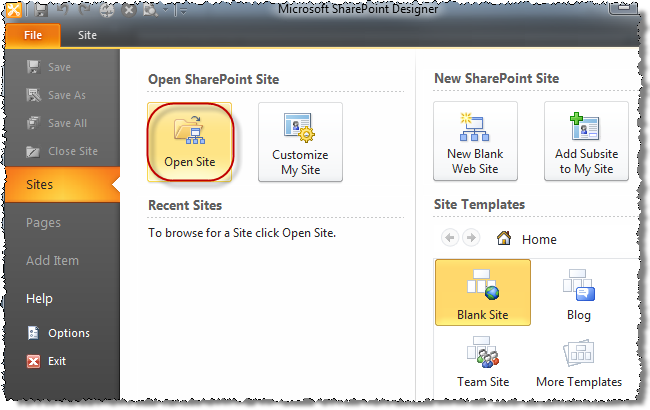 Microsoft SharePoint Designer
File
Site
Save
Save As
Save All
Close Site
Sites
Pages
Add Item
Help
Options
Exit
Open SharePoint Site
Open Site
Customize
My Site
Recent Sites
To browse for a Site click Open Site.
New SharePoint Site
New Blank
Web Site
Add Subsite
to My Site
Site Templates
Home
Blank Site
Blog
Team Site
More Templates